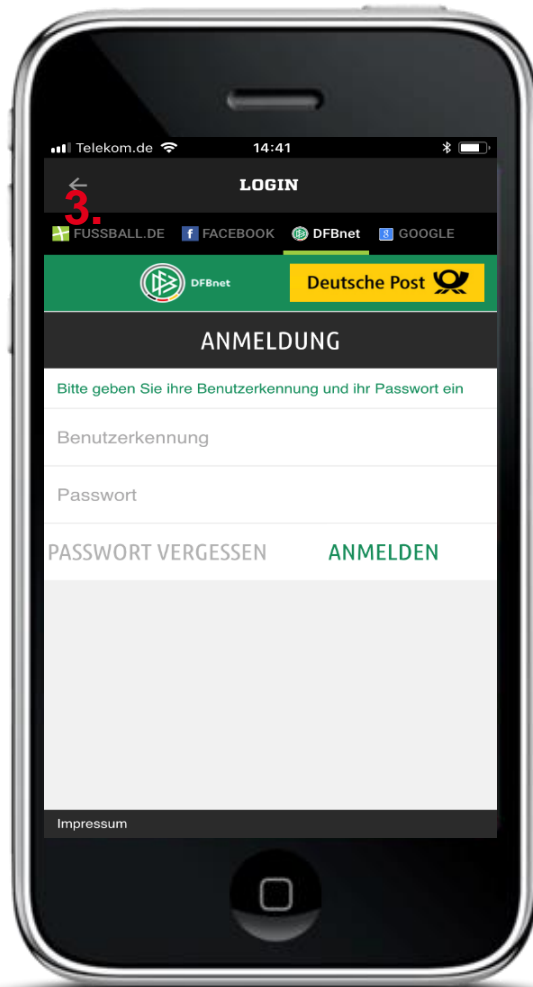 Telekom.de 14:41
LOGIN
3.
FUSSBALL.DE f FACEBOOK DFBnet 8 GOOGLE
DFBnet Deutsche Post
ANMELDUNG
Bitte geben Sie ihre Benutzerkennung und ihr Passwort ein
Benutzerkennung
Passwort
PASSWORT VERGESSEN ANMELDEN
Impressum